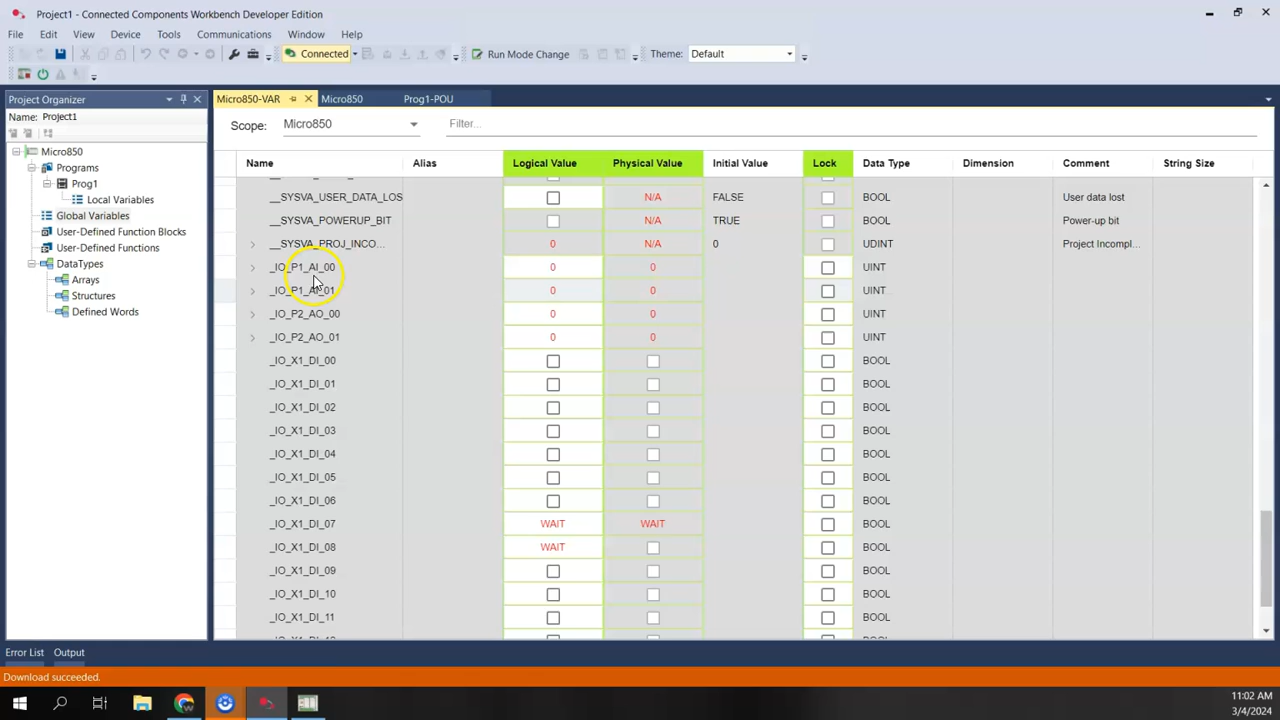 Project1 - Connected Components Workbench Developer Edition
File Edit View Device Tools Communications Window Help
Connected Run Mode Change Theme: Default
Project Organizer
Name: Project1
Micro850
Programs
Prog1
Local Variables
Global Variables
User-Defined Function Blocks
User-Defined Functions
DataTypes
Arrays
Structures
Defined Words
Micro850-VAR Micro850 Prog1-POU
Scope: Micro850 Filter...
Name Alias Logical Value Physical Value Initial Value Lock Data Type Dimension Comment String Size
__SYSVA_USER_DATA_LOS N/A FALSE BOOL User data lost
__SYSVA_POWERUP_BIT N/A TRUE BOOL Power-up bit
__SYSVA_PROJ_INCO... 0 N/A 0 UDINT Project Incompl...
_IO_P1_AI_00 0 0 UINT
_IO_P1_AI_01 0 0 UINT
_IO_P2_AO_00 0 0 UINT
_IO_P2_AO_01 0 0 UINT
_IO_X1_DI_00 BOOL
_IO_X1_DI_01 BOOL
_IO_X1_DI_02 BOOL
_IO_X1_DI_03 BOOL
_IO_X1_DI_04 BOOL
_IO_X1_DI_05 BOOL
_IO_X1_DI_06 BOOL
_IO_X1_DI_07 WAIT WAIT BOOL
_IO_X1_DI_08 WAIT BOOL
_IO_X1_DI_09 BOOL
_IO_X1_DI_10 BOOL
_IO_X1_DI_11 BOOL
Error List Output
Download succeeded.
11:02 AM
3/4/2024